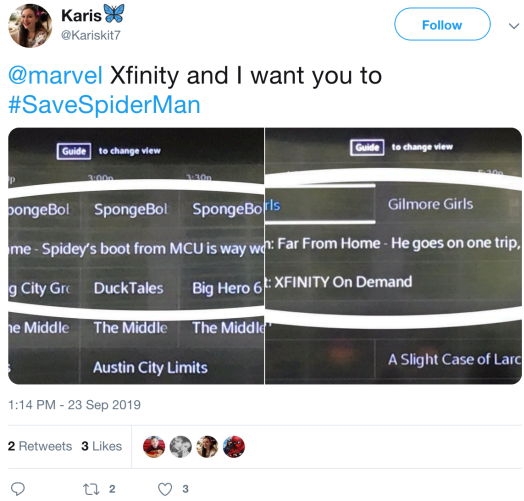 Karis
@Kariskit7
Follow
@marvel Xfinity and I want you to
#SaveSpiderMan
Guide to change view
3:00p 3:30p
pongeBol SpongeBol SpongeBo
me - Spidey's boot from MCU is way wo
g City Gre DuckTales Big Hero 6
he Middle The Middle The Middle
Austin City Limits
Guide to change view
5:30p
rls Gilmore Girls
n: Far From Home - He goes on one trip,
t: XFINITY On Demand
A Slight Case of Larc
1:14 PM - 23 Sep 2019
2 Retweets 3 Likes
2 3